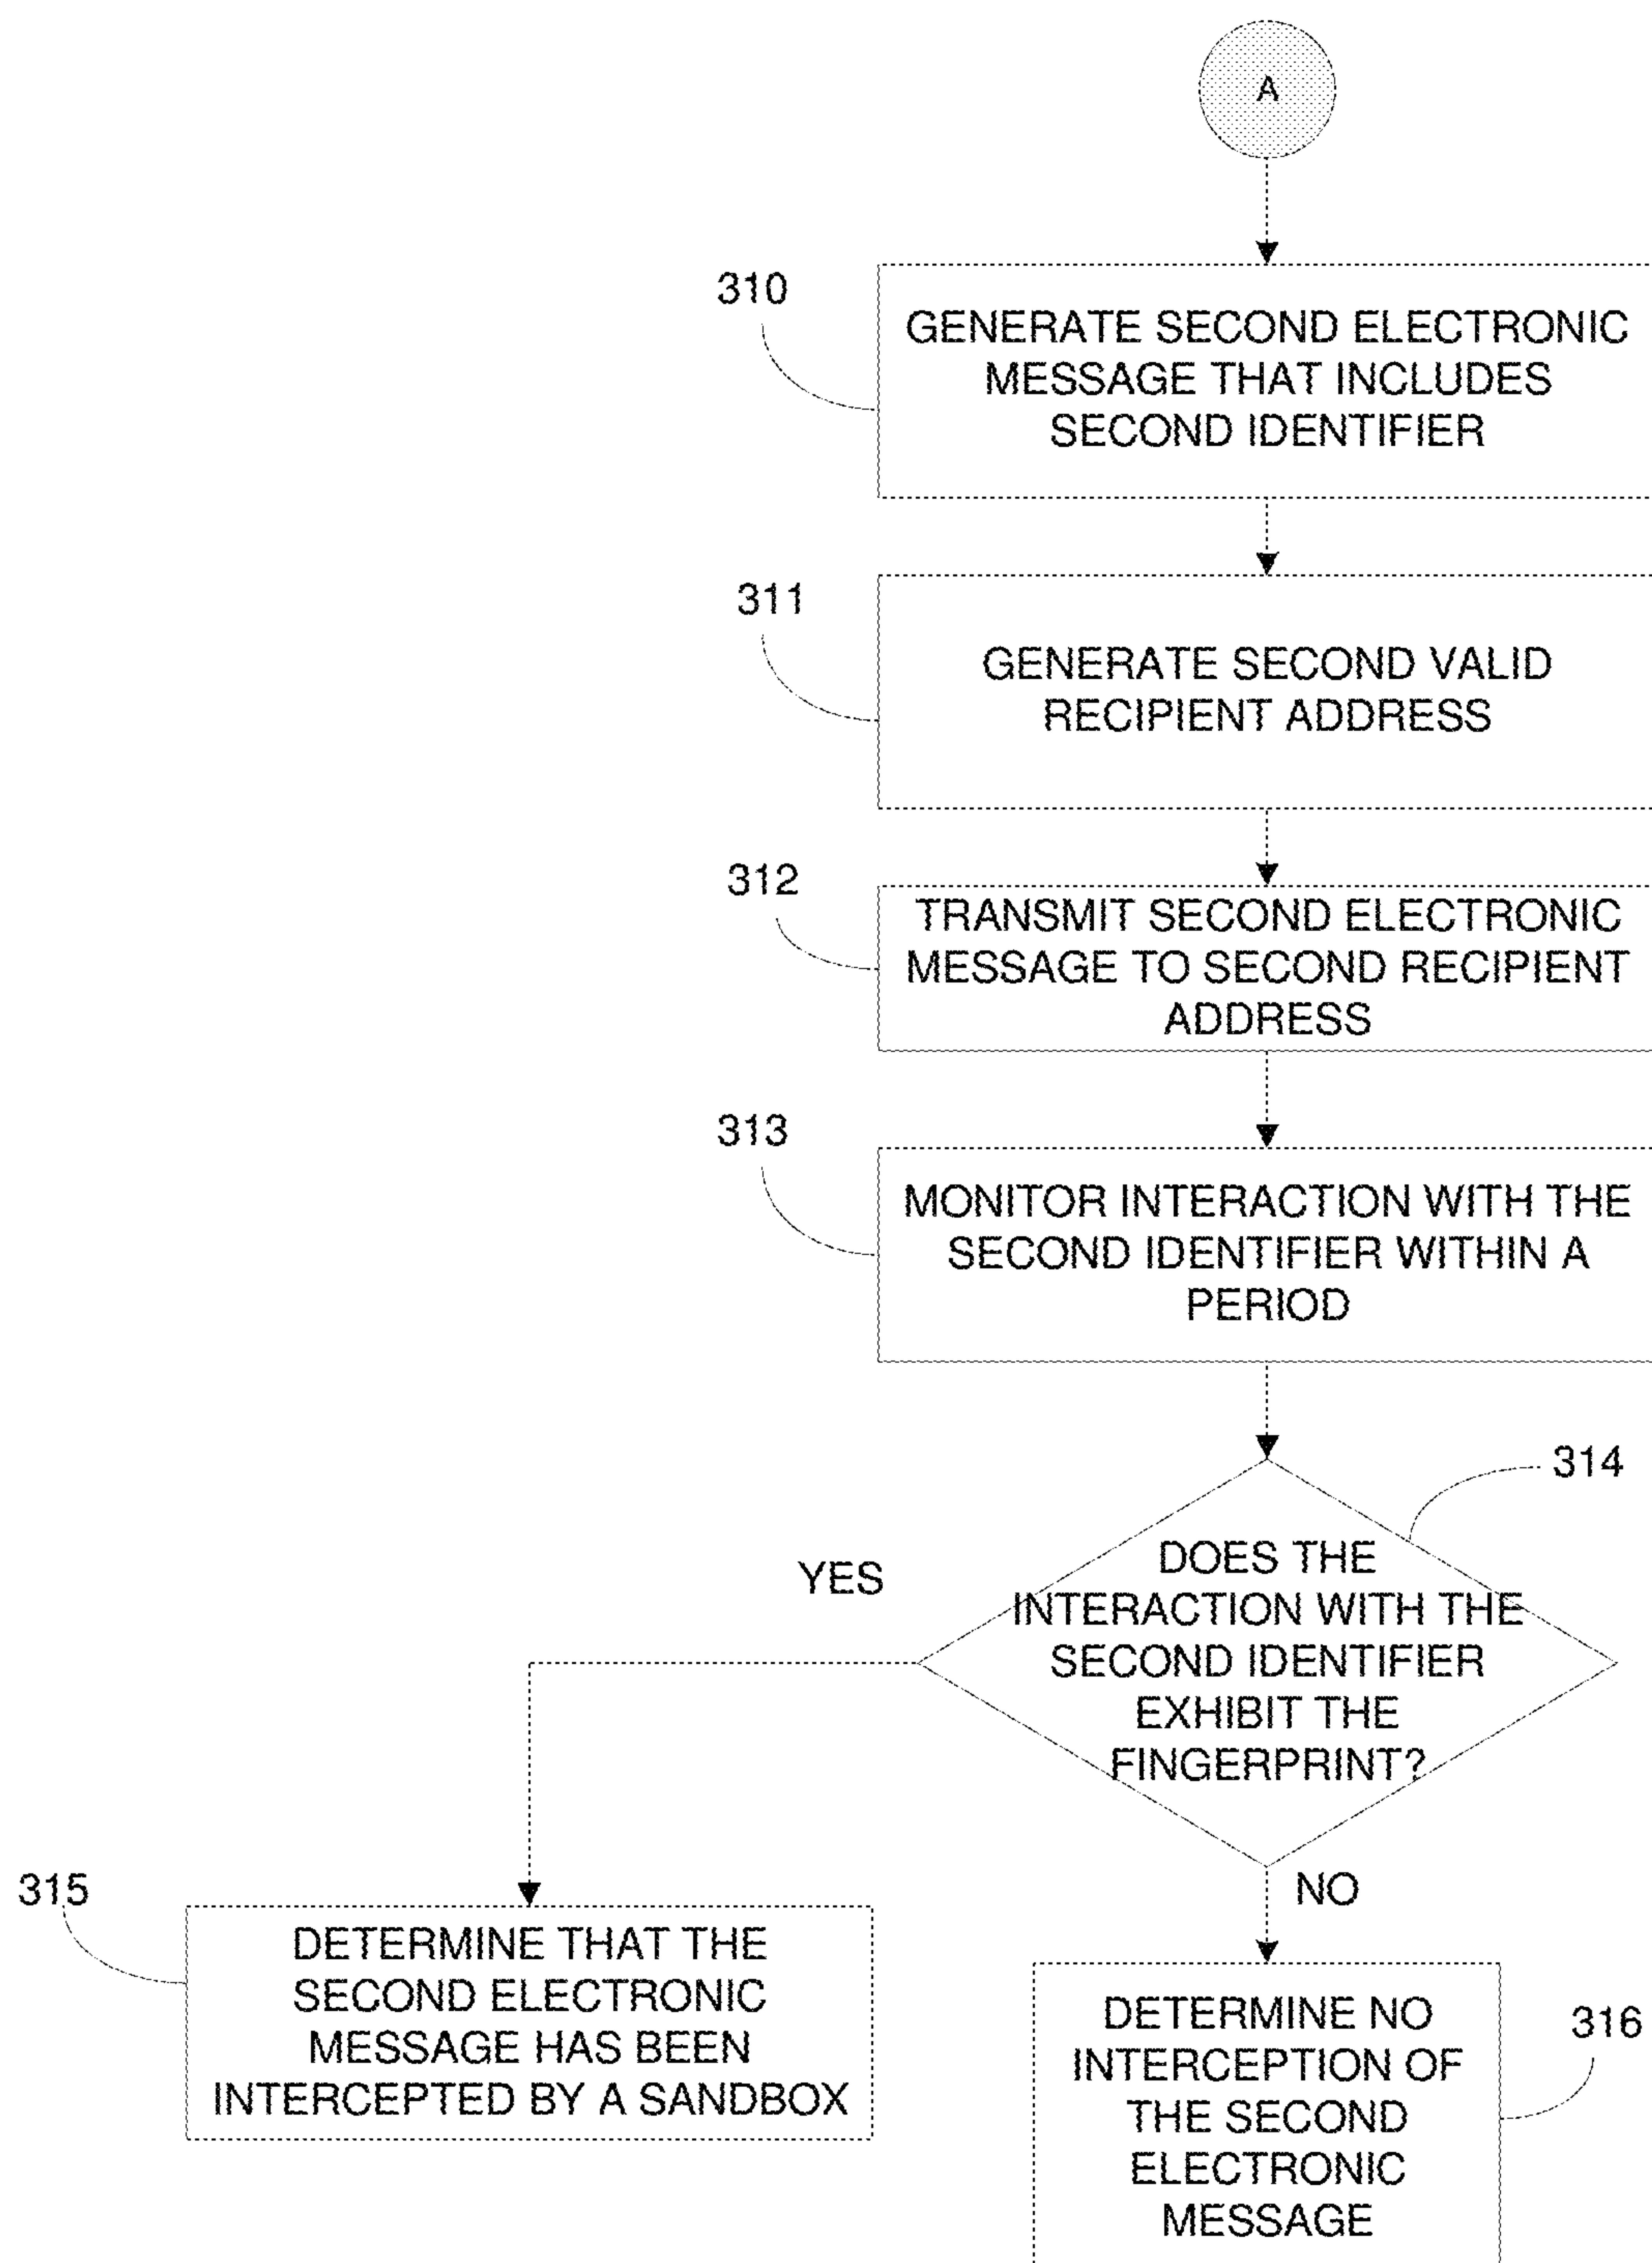 A
310
GENERATE SECOND ELECTRONIC
MESSAGE THAT INCLUDES
SECOND IDENTIFIER
311
GENERATE SECOND VALID
RECIPIENT ADDRESS
312
TRANSMIT SECOND ELECTRONIC
MESSAGE TO SECOND RECIPIENT
ADDRESS
313
MONITOR INTERACTION WITH THE
SECOND IDENTIFIER WITHIN A
PERIOD
314
DOES THE
INTERACTION WITH THE
SECOND IDENTIFIER
EXHIBIT THE
FINGERPRINT?
YES
NO
315
DETERMINE THAT THE
SECOND ELECTRONIC
MESSAGE HAS BEEN
INTERCEPTED BY A SANDBOX
316
DETERMINE NO
INTERCEPTION OF
THE SECOND
ELECTRONIC
MESSAGE